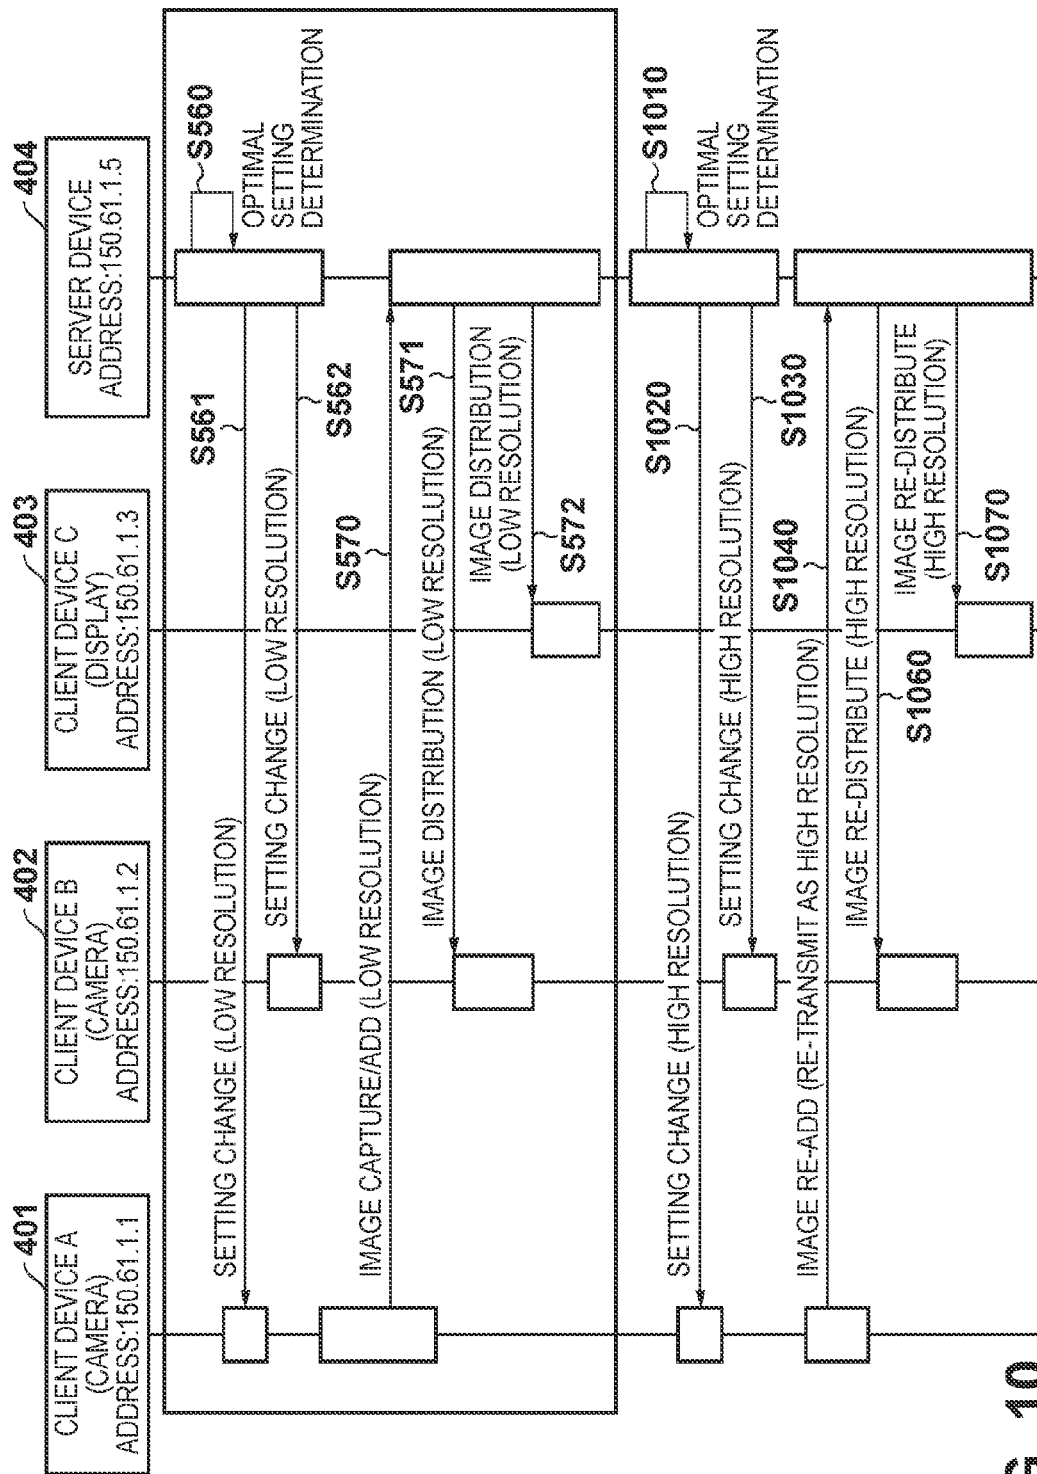 401
CLIENT DEVICE A
(CAMERA)
ADDRESS:150.61.1.1
402
CLIENT DEVICE B
(CAMERA)
ADDRESS:150.61.1.2
403
CLIENT DEVICE C
(DISPLAY)
ADDRESS:150.61.1.3
404
SERVER DEVICE
ADDRESS:150.61.1.5
S560
OPTIMAL
SETTING
DETERMINATION
S561
SETTING CHANGE (LOW RESOLUTION)
S562
SETTING CHANGE (LOW RESOLUTION)
S570
IMAGE CAPTURE/ADD (LOW RESOLUTION)
S571
IMAGE DISTRIBUTION (LOW RESOLUTION)
IMAGE DISTRIBUTION
(LOW RESOLUTION)
S572
S1010
OPTIMAL
SETTING
DETERMINATION
S1020
SETTING CHANGE (HIGH RESOLUTION)
S1030
SETTING CHANGE (HIGH RESOLUTION)
S1040
IMAGE RE-ADD (RE-TRANSMIT AS HIGH RESOLUTION)
IMAGE RE-DISTRIBUTE (HIGH RESOLUTION)
S1060
IMAGE RE-DISTRIBUTE
(HIGH RESOLUTION)
S1070
10